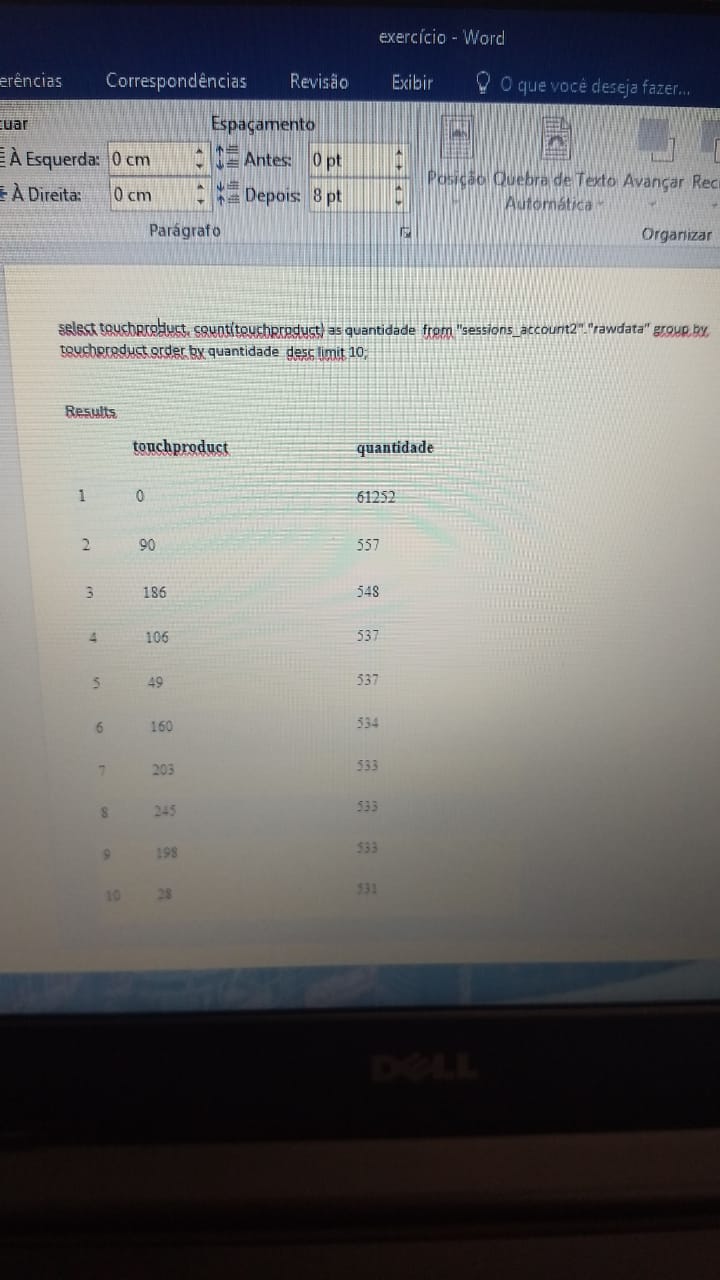 exercício - Word
erências Correspondências Revisão Exibir O que você deseja fazer...
uar Espaçamento
À Esquerda: 0 cm Antes: 0 pt
À Direita: 0 cm Depois: 8 pt
Posição Quebra de Texto Automática Avançar Rec
Parágrafo Organizar
select touchproduct, count(touchproduct) as quantidade from "sessions_account2"."rawdata" group by
touchproduct order by quantidade desc limit 10;
Results
touchproduct quantidade
1 0 61252
2 90 557
3 186 548
4 106 537
5 49 537
6 160 534
7 203 533
8 245 533
9 198 533
10 28 531
DELL